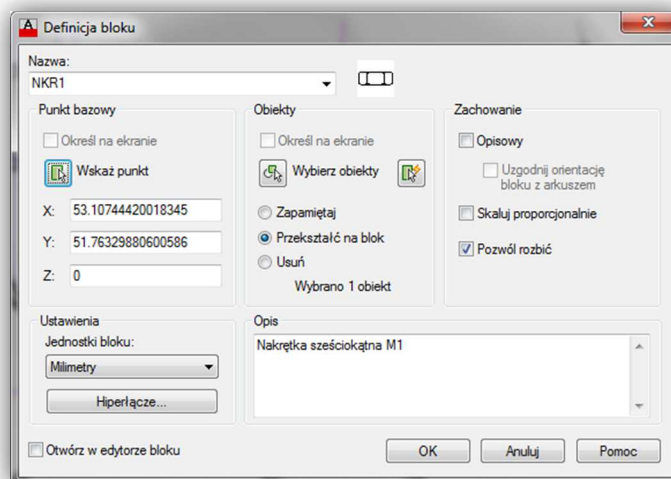 Definicja bloku
Nazwa:
NKR1
Punkt bazowy
Określ na ekranie
Wskaż punkt
X: 53.10744420018345
Y: 51.76329880600586
Z: 0
Obiekty
Określ na ekranie
Wybierz obiekty
Zapamiętaj
Przekształć na blok
Usuń
Wybrano 1 obiekt
Zachowanie
Opisowy
Uzgodnij orientację
bloku z arkuszem
Skaluj proporcjonalnie
Pozwól rozbić
Ustawienia
Jednostki bloku:
Milimetry
Hiperłącze...
Opis
Nakrętka sześciokątna M1
Otwórz w edytorze bloku
OK
Anuluj
Pomoc